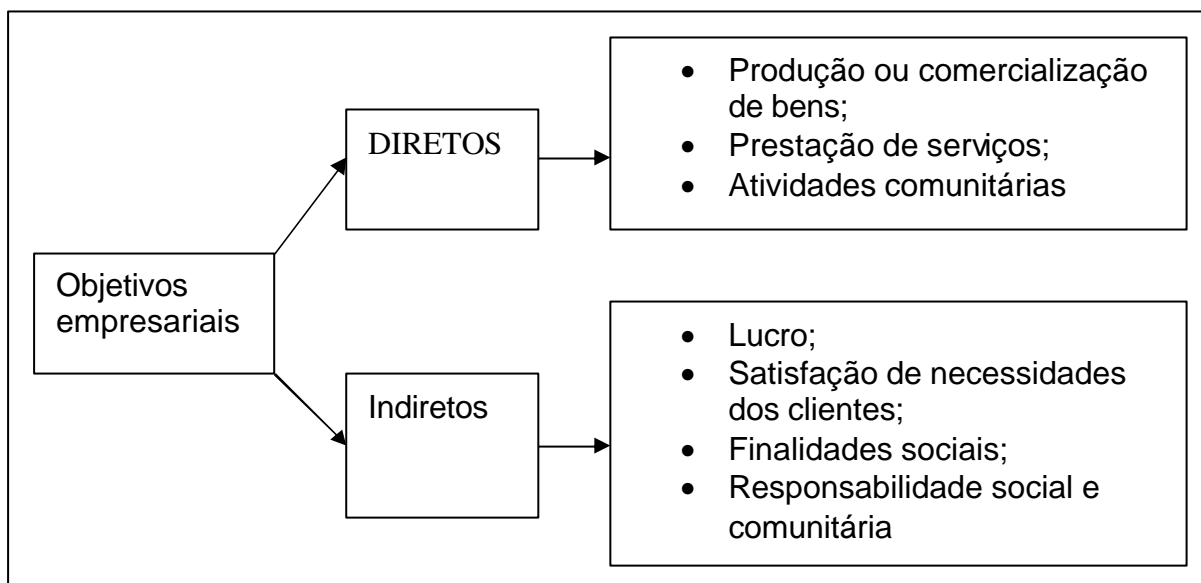 Objetivos
empresariais
DIRETOS
• Produção ou comercialização
de bens;
• Prestação de serviços;
• Atividades comunitárias
Indiretos
• Lucro;
• Satisfação de necessidades
dos clientes;
• Finalidades sociais;
• Responsabilidade social e
comunitária